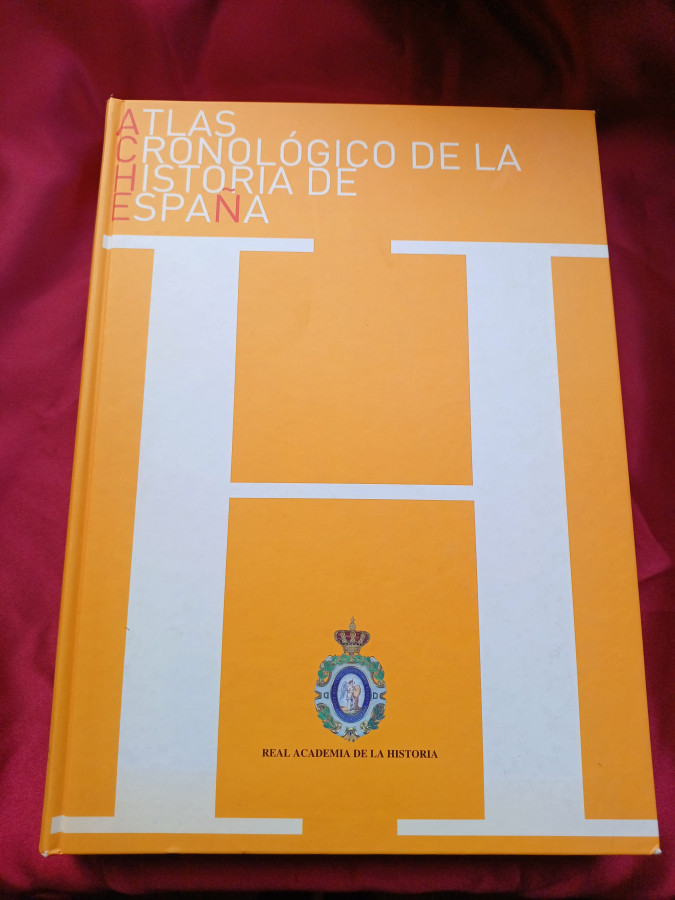 ATLAS
CRONOLÓGICO DE LA
HISTORIA DE
ESPAÑA
H
REAL ACADEMIA DE LA HISTORIA